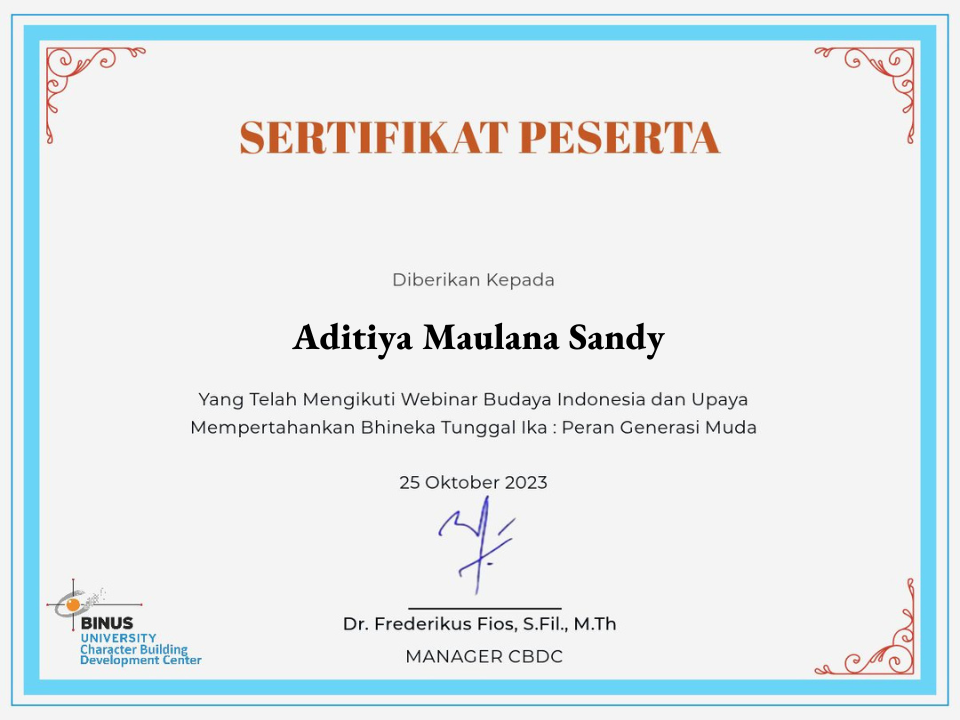 SERTIFIKAT PESERTA
Diberikan Kepada
Aditiya Maulana Sandy
Yang Telah Mengikuti Webinar Budaya Indonesia dan Upaya
Mempertahankan Bhineka Tunggal Ika : Peran Generasi Muda
25 Oktober 2023
Dr. Frederikus Fios, S.Fil., M.Th
MANAGER CBDC
BINUS
UNIVERSITY
Character Building
Development Center